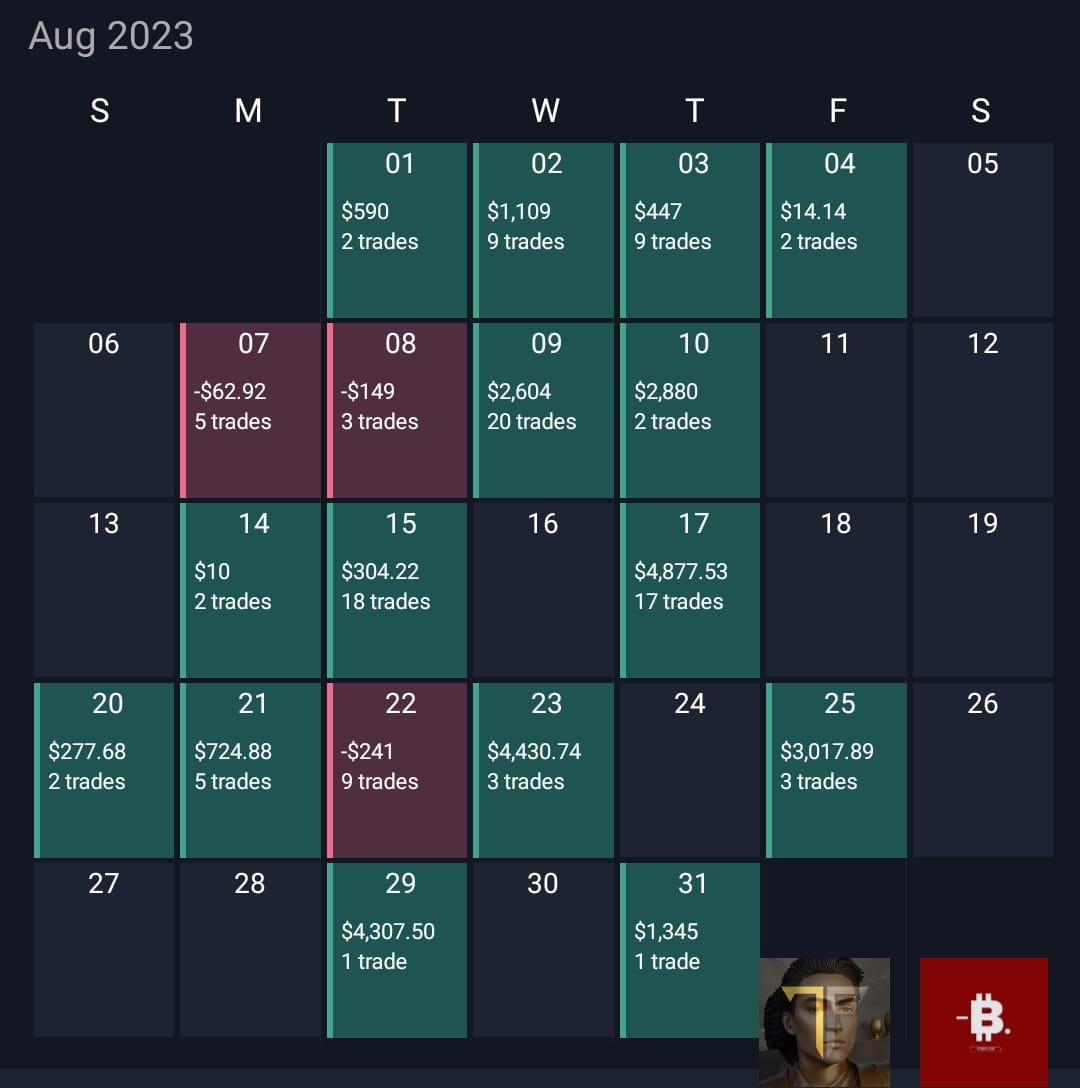 Aug 2023
S M T W T F S
01 02 03 04 05
$590 $1,109 $447 $14.14
2 trades 9 trades 9 trades 2 trades
06 07 08 09 10 11 12
-$62.92 -$149 $2,604 $2,880
5 trades 3 trades 20 trades 2 trades
13 14 15 16 17 18 19
$10 $304.22 $4,877.53
2 trades 18 trades 17 trades
20 21 22 23 24 25 26
$277.68 $724.88 -$241 $4,430.74 $3,017.89
2 trades 5 trades 9 trades 3 trades 3 trades
27 28 29 30 31
$4,307.50 $1,345
1 trade 1 trade
TF
-₿.